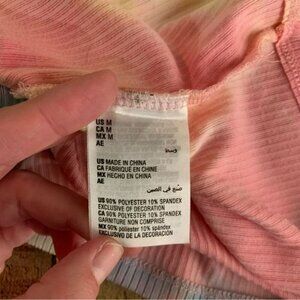 US M
CA M
MX M
AE
US MADE IN CHINA
CA FABRIQUÉ EN CHINE
MX HECHO EN CHINA
AE
صنع في الصين
US 90% POLYESTER 10% SPANDEX
EXCLUSIVE OF DECORATION
CA 90% POLYESTER 10% SPANDEX
GARNITURE NON COMPRISE
MX 90% poliester 10% SPANDEX
EXCLUSIVO DE LA DECORACIÓN